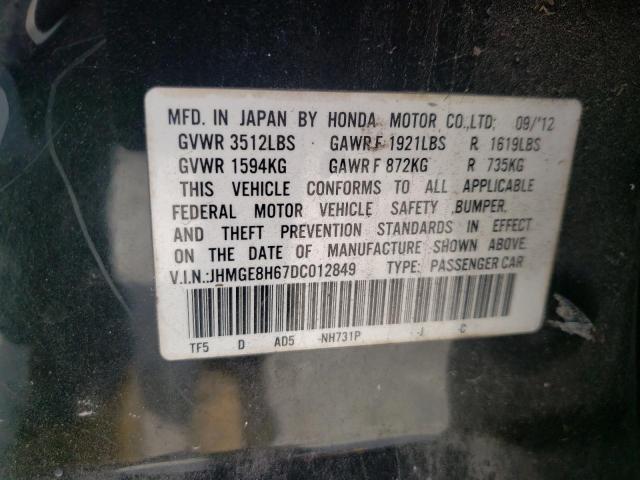 MFD. IN JAPAN BY HONDA MOTOR CO.,LTD; 09/'12
GVWR 3512LBS GAWR F 1921LBS R 1619LBS
GVWR 1594KG GAWR F 872KG R 735KG
THIS VEHICLE CONFORMS TO ALL APPLICABLE
FEDERAL MOTOR VEHICLE SAFETY ,BUMPER,
AND THEFT PREVENTION STANDARDS IN EFFECT
ON THE DATE OF MANUFACTURE SHOWN ABOVE.
V.I.N.:JHMGE8H67DC012849 TYPE: PASSENGER CAR
TF5 D AD5 -NH731P -J -C